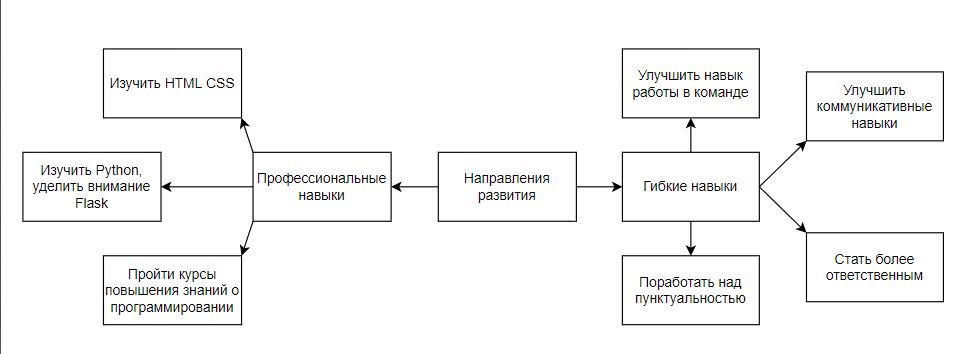 Изучить HTML CSS
Улучшить навык
работы в команде
Улучшить
коммуникативные
навыки
Изучить Python,
уделить внимание
Flask
Профессиональные
навыки
Направления
развития
Гибкие навыки
Пройти курсы
повышения знаний о
программировании
Поработать над
пунктуальностью
Стать более
ответственным